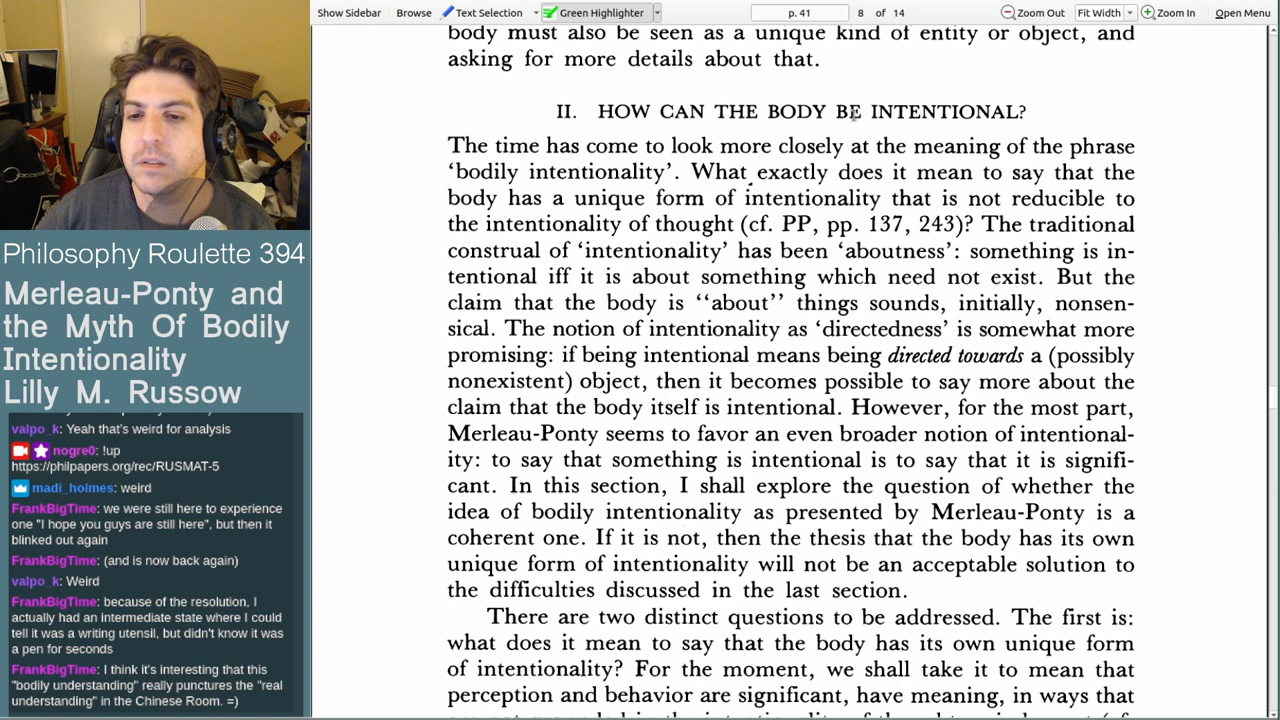 Show Sidebar Browse Text Selection Green Highlighter p. 41 8 of 14 Zoom Out Fit Width Zoom In Open Menu
body must also be seen as a unique kind of entity or object, and
asking for more details about that.
II. HOW CAN THE BODY BE INTENTIONAL?
The time has come to look more closely at the meaning of the phrase
‘bodily intentionality’. What exactly does it mean to say that the
body has a unique form of intentionality that is not reducible to
the intentionality of thought (cf. PP, pp. 137, 243)? The traditional
construal of ‘intentionality’ has been ‘aboutness’: something is in-
tentional iff it is about something which need not exist. But the
claim that the body is ‘‘about’’ things sounds, initially, nonsen-
sical. The notion of intentionality as ‘directedness’ is somewhat more
promising: if being intentional means being directed towards a (possibly
nonexistent) object, then it becomes possible to say more about the
claim that the body itself is intentional. However, for the most part,
Merleau-Ponty seems to favor an even broader notion of intentional-
ity: to say that something is intentional is to say that it is signifi-
cant. In this section, I shall explore the question of whether the
idea of bodily intentionality as presented by Merleau-Ponty is a
coherent one. If it is not, then the thesis that the body has its own
unique form of intentionality will not be an acceptable solution to
the difficulties discussed in the last section.
There are two distinct questions to be addressed. The first is:
what does it mean to say that the body has its own unique form
of intentionality? For the moment, we shall take it to mean that
perception and behavior are significant, have meaning, in ways that
Philosophy Roulette 394
Merleau-Ponty and
the Myth Of Bodily
Intentionality
Lilly M. Russow
valpo_k: Yeah that's weird for analysis
nogre0: !up
https://philpapers.org/rec/RUSMAT-5
madi_holmes: weird
FrankBigTime: we were still here to experience
one "I hope you guys are still here", but then it
blinked out again
FrankBigTime: (and is now back again)
valpo_k: Weird
FrankBigTime: because of the resolution, I
actually had an intermediate state where I could
tell it was a writing utensil, but didn't know it was
a pen for seconds
FrankBigTime: I think it's interesting that this
"bodily understanding" really punctures the "real
understanding" in the Chinese Room. =)